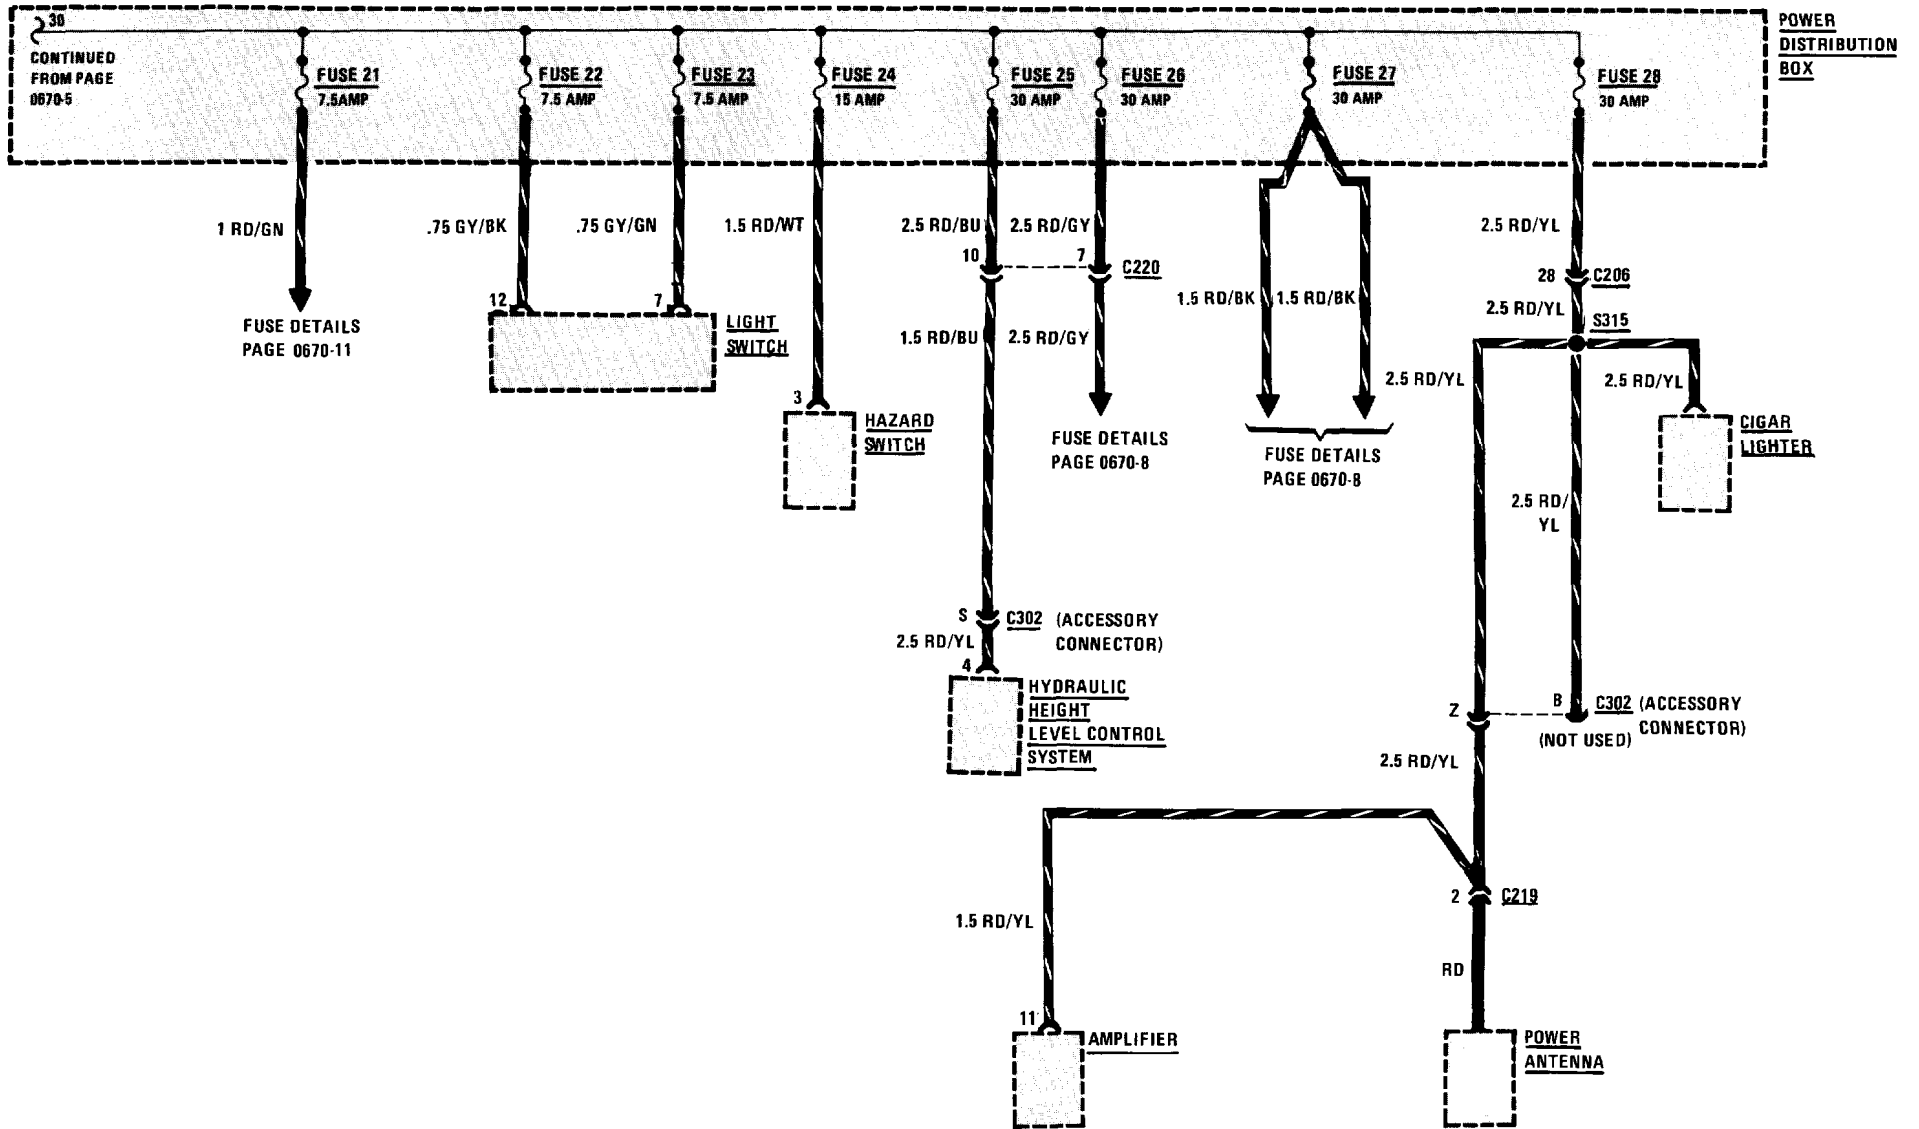 30
CONTINUED
FROM PAGE
0670-5
FUSE 21
7.5AMP
FUSE 22
7.5 AMP
FUSE 23
7.5 AMP
FUSE 24
15 AMP
FUSE 25
30 AMP
FUSE 26
30 AMP
FUSE 27
30 AMP
FUSE 28
30 AMP
POWER
DISTRIBUTION
BOX
1 RD/GN
.75 GY/BK
.75 GY/GN
1.5 RD/WT
2.5 RD/BU
2.5 RD/GY
2.5 RD/YL
10
7
C220
28
C206
12
7
1.5 RD/BK
1.5 RD/BK
2.5 RD/YL
FUSE DETAILS
PAGE 0670-11
LIGHT
SWITCH
1.5 RD/BU
2.5 RD/GY
S315
2.5 RD/YL
2.5 RD/YL
3
HAZARD
SWITCH
FUSE DETAILS
PAGE 0670-8
FUSE DETAILS
PAGE 0670-8
CIGAR
LIGHTER
2.5 RD/
YL
S
C302
(ACCESSORY
CONNECTOR)
2.5 RD/YL
4
HYDRAULIC
HEIGHT
LEVEL CONTROL
SYSTEM
Z
B
C302
(ACCESSORY
CONNECTOR)
(NOT USED)
2.5 RD/YL
2
C219
1.5 RD/YL
RD
11
AMPLIFIER
POWER
ANTENNA